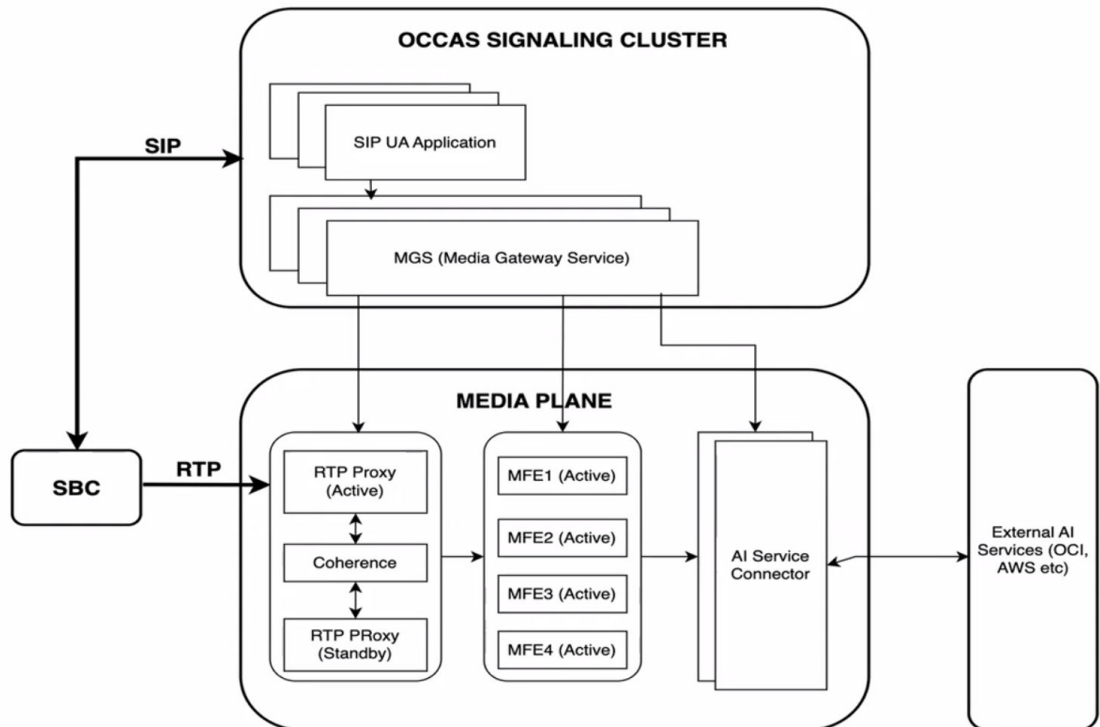 OCCAS SIGNALING CLUSTER
SIP UA Application
SIP
MGS (Media Gateway Service)
MEDIA PLANE
SBC
RTP
RTP Proxy
(Active)
Coherence
RTP PRoxy
(Standby)
MFE1 (Active)
MFE2 (Active)
MFE3 (Active)
MFE4 (Active)
AI Service
Connector
External AI
Services (OCI,
AWS etc)